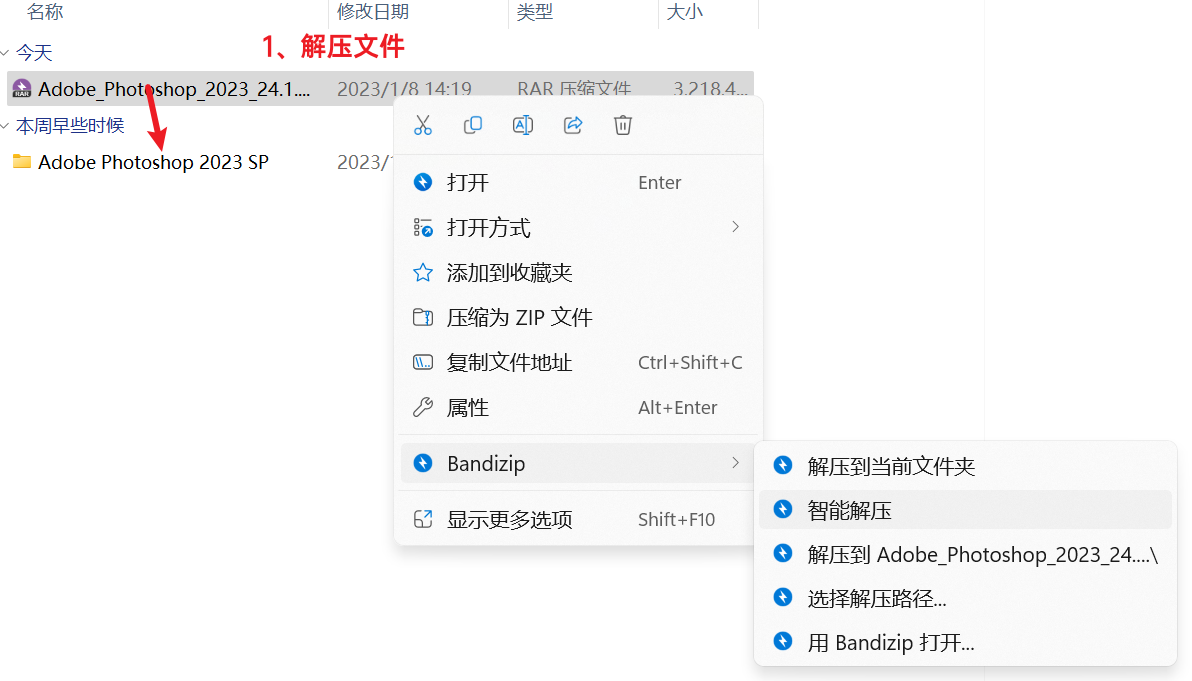 名称 修改日期 类型 大小
1、解压文件
今天
Adobe_Photoshop_2023_24.1.... 2023/1/8 14:19 RAR 压缩文件 3,218,4...
本周早些时候
Adobe Photoshop 2023 SP 2023/
打开 Enter
打开方式
添加到收藏夹
压缩为 ZIP 文件
复制文件地址 Ctrl+Shift+C
属性 Alt+Enter
Bandizip
显示更多选项 Shift+F10
解压到当前文件夹
智能解压
解压到 Adobe_Photoshop_2023_24....\
选择解压路径...
用 Bandizip 打开...